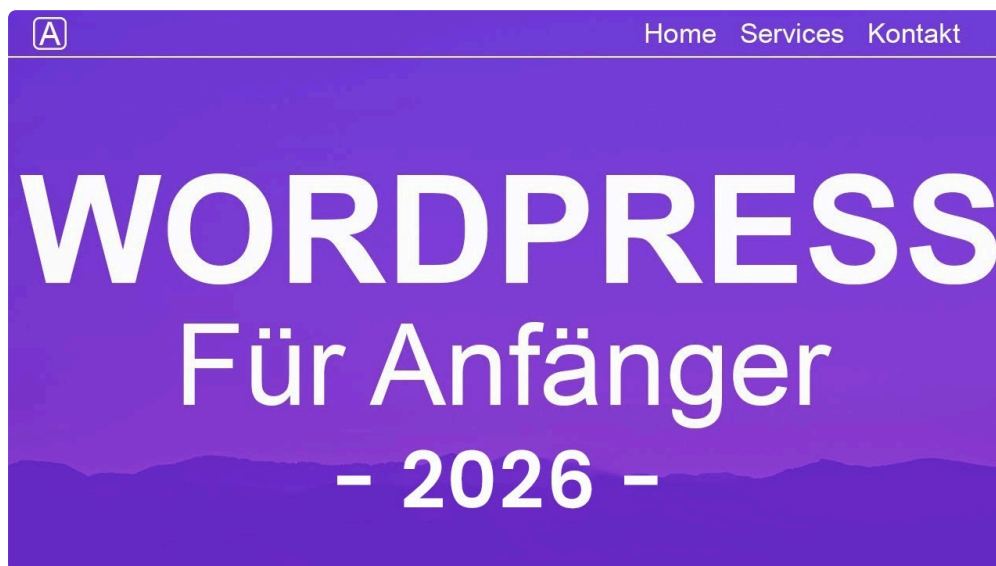 A
Home Services Kontakt
WORDPRESS
Für Anfänger
- 2026 -